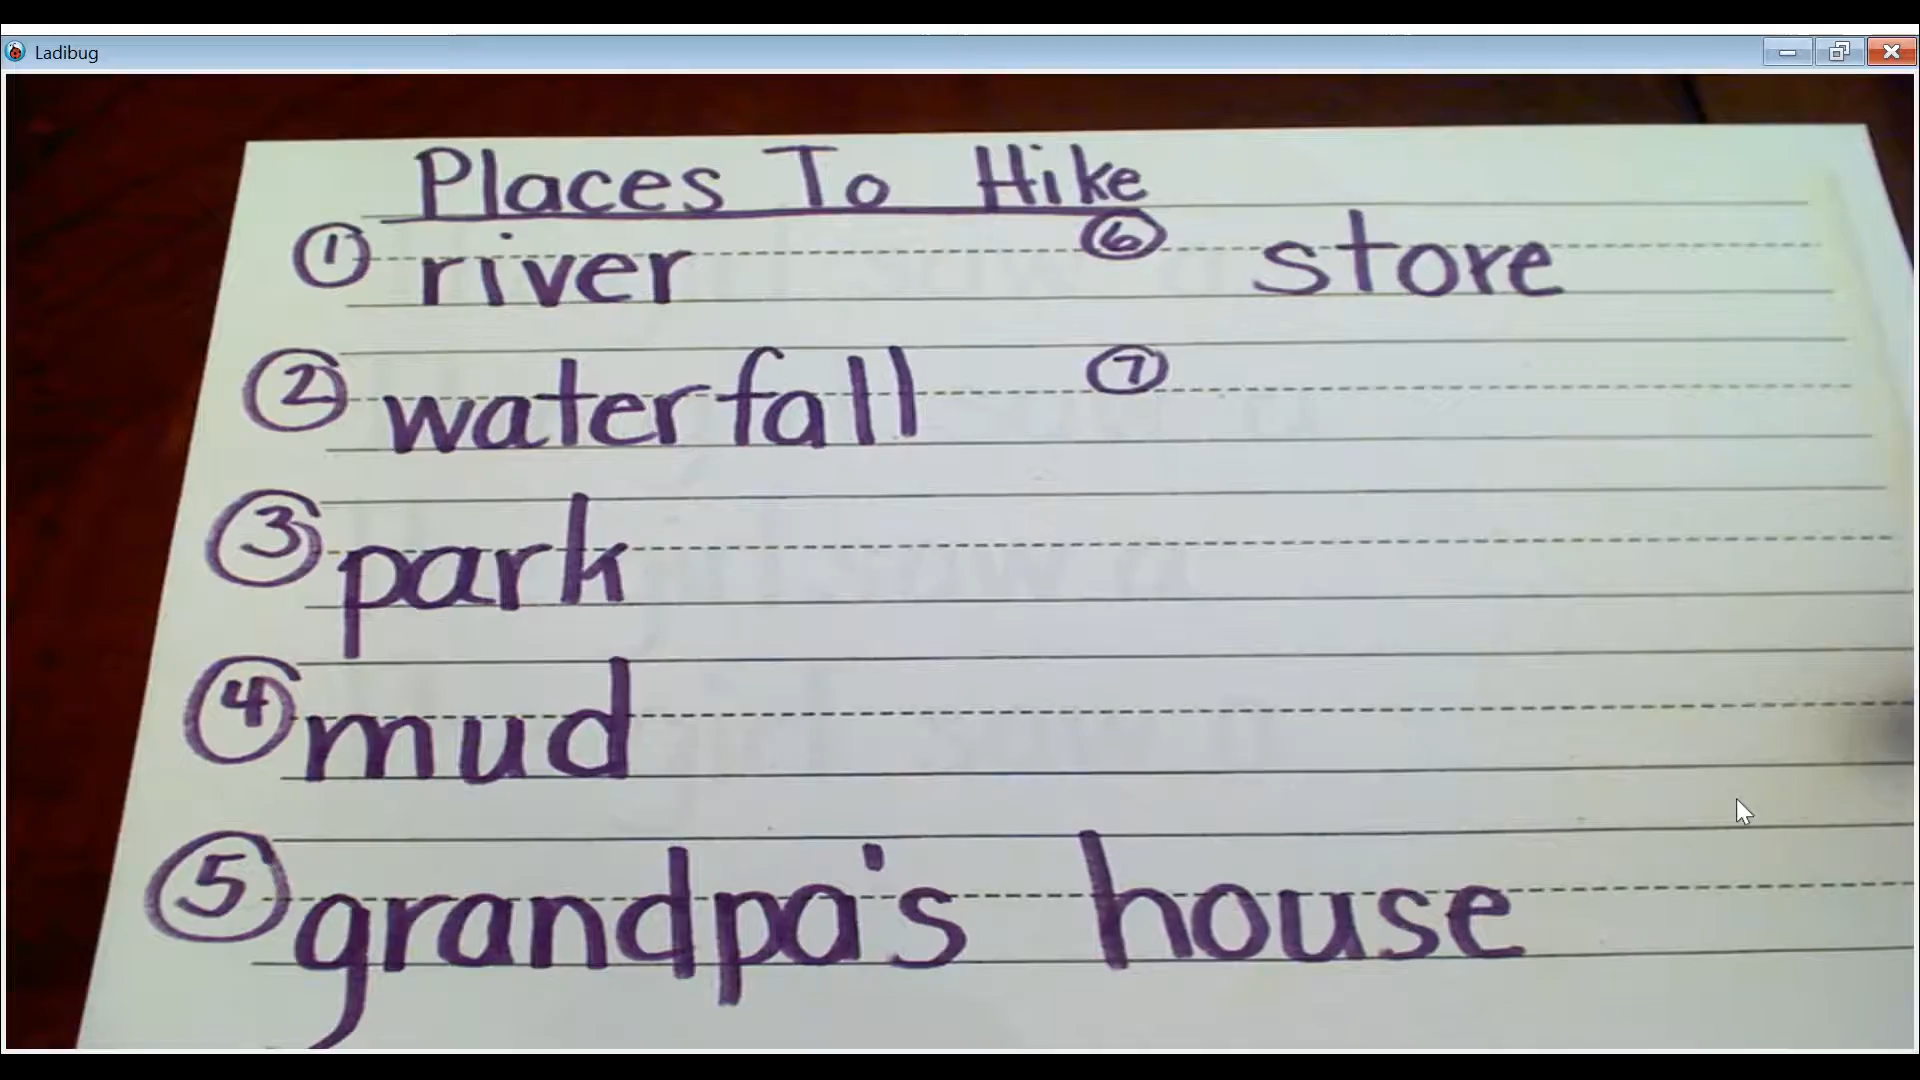 Ladibug
Places To Hike
1 river
6 store
2 waterfall
7
3 park
4 mud
5 grandpa's house